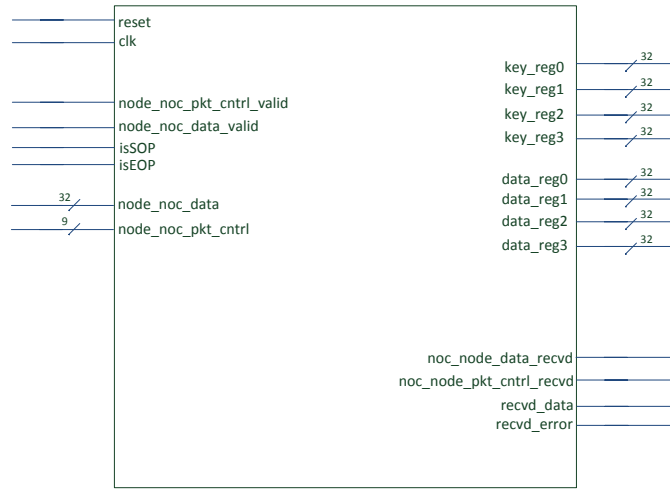 reset
clk
node_noc_pkt_cntrl_valid
node_noc_data_valid
isSOP
isEOP
32
node_noc_data
9
node_noc_pkt_cntrl
key_reg0
32
key_reg1
32
key_reg2
32
key_reg3
32
data_reg0
32
data_reg1
32
data_reg2
32
data_reg3
32
noc_node_data_recvd
noc_node_pkt_cntrl_recvd
recvd_data
recvd_error